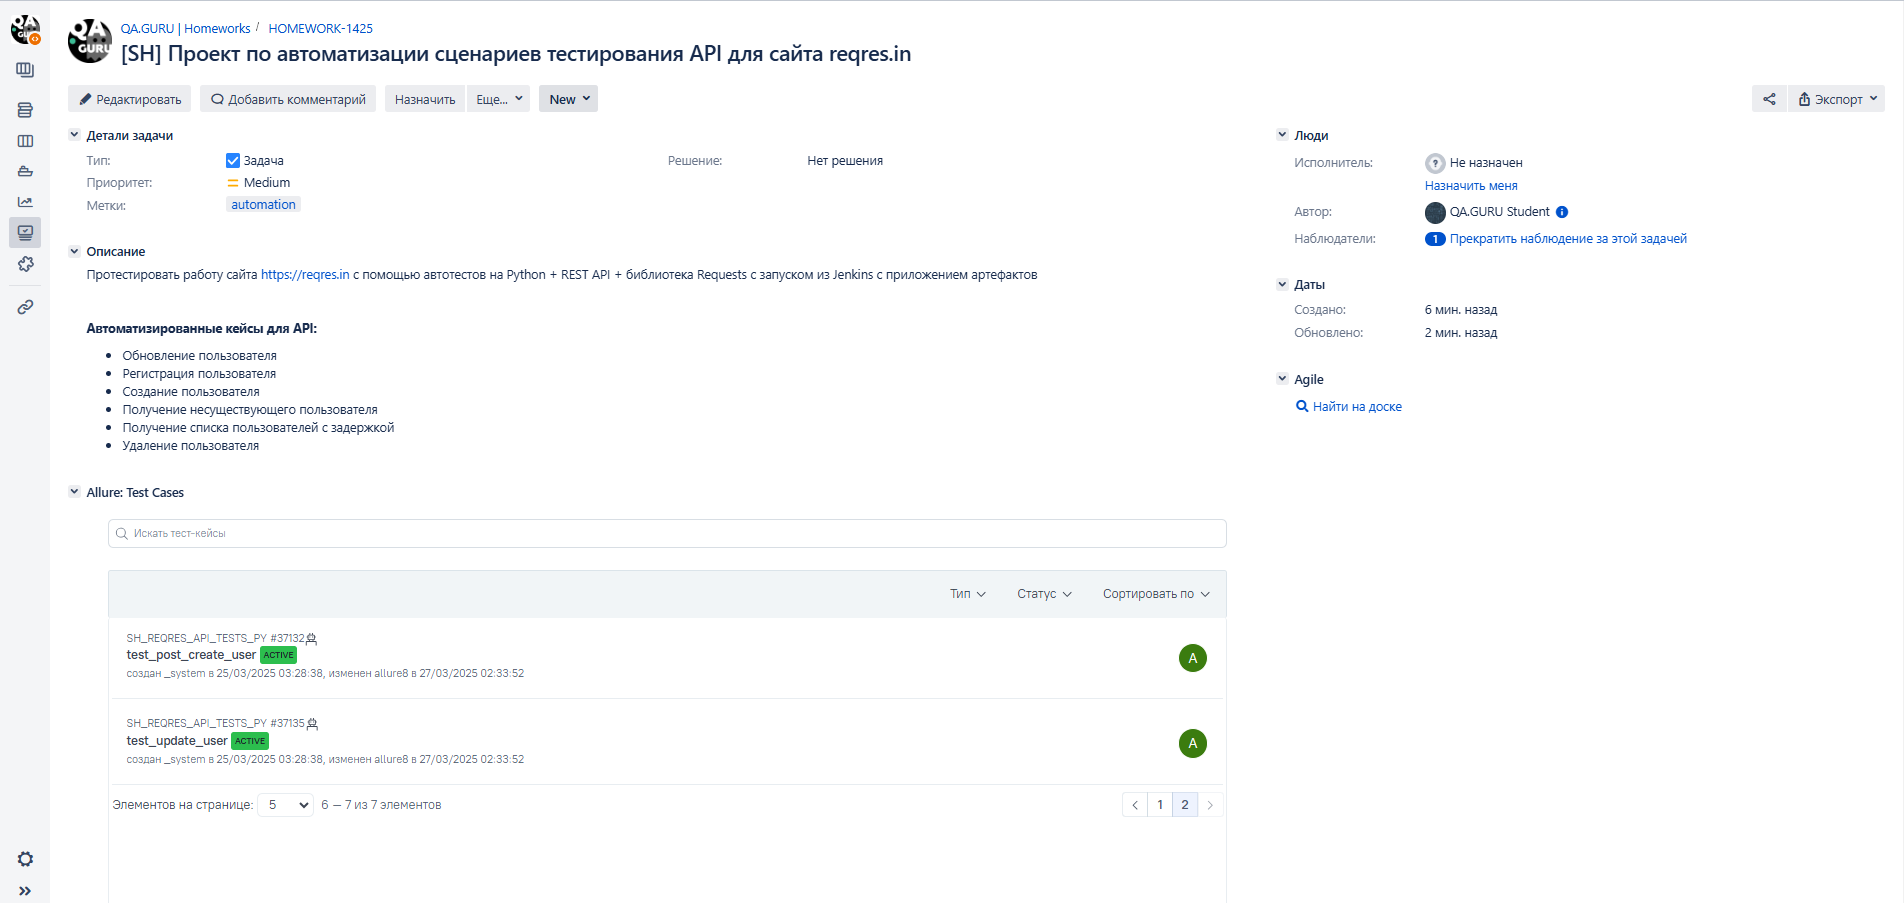 QA.GURU | Homeworks / HOMEWORK-1425
[SH] Проект по автоматизации сценариев тестирования API для сайта reqres.in
Редактировать
Добавить комментарий
Назначить
Еще...
New
Экспорт
Детали задачи
Тип: Задача
Решение: Нет решения
Приоритет: Medium
Метки: automation
Описание
Протестировать работу сайта https://reqres.in с помощью автотестов на Python + REST API + библиотека Requests с запуском из Jenkins с приложением артефактов
Автоматизированные кейсы для API:
Обновление пользователя
Регистрация пользователя
Создание пользователя
Получение несуществующего пользователя
Получение списка пользователей с задержкой
Удаление пользователя
Allure: Test Cases
Искать тест-кейсы
Тип Статус Сортировать по
SH_REQRES_API_TESTS_PY #37132
test_post_create_user ACTIVE
создан _system в 25/03/2025 03:28:38, изменен allure8 в 27/03/2025 02:33:52
A
SH_REQRES_API_TESTS_PY #37135
test_update_user ACTIVE
создан _system в 25/03/2025 03:28:38, изменен allure8 в 27/03/2025 02:33:52
A
Элементов на странице: 5 6 — 7 из 7 элементов
1 2
Люди
Исполнитель: Не назначен
Назначить меня
Автор: QA.GURU Student
Наблюдатели: 1 Прекратить наблюдение за этой задачей
Даты
Создано: 6 мин. назад
Обновлено: 2 мин. назад
Agile
Найти на доске
QA
GURU
QA
GURU